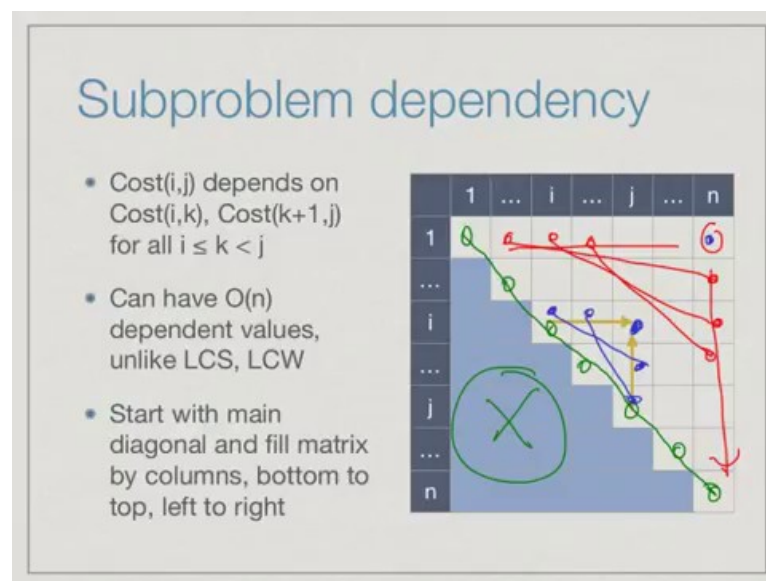 Subproblem dependency
• Cost(i,j) depends on
Cost(i,k), Cost(k+1,j)
for all i ≤ k < j
• Can have O(n)
dependent values,
unlike LCS, LCW
• Start with main
diagonal and fill matrix
by columns, bottom to
top, left to right
1 ... i ... j ... n
1
...
i
...
j
...
n